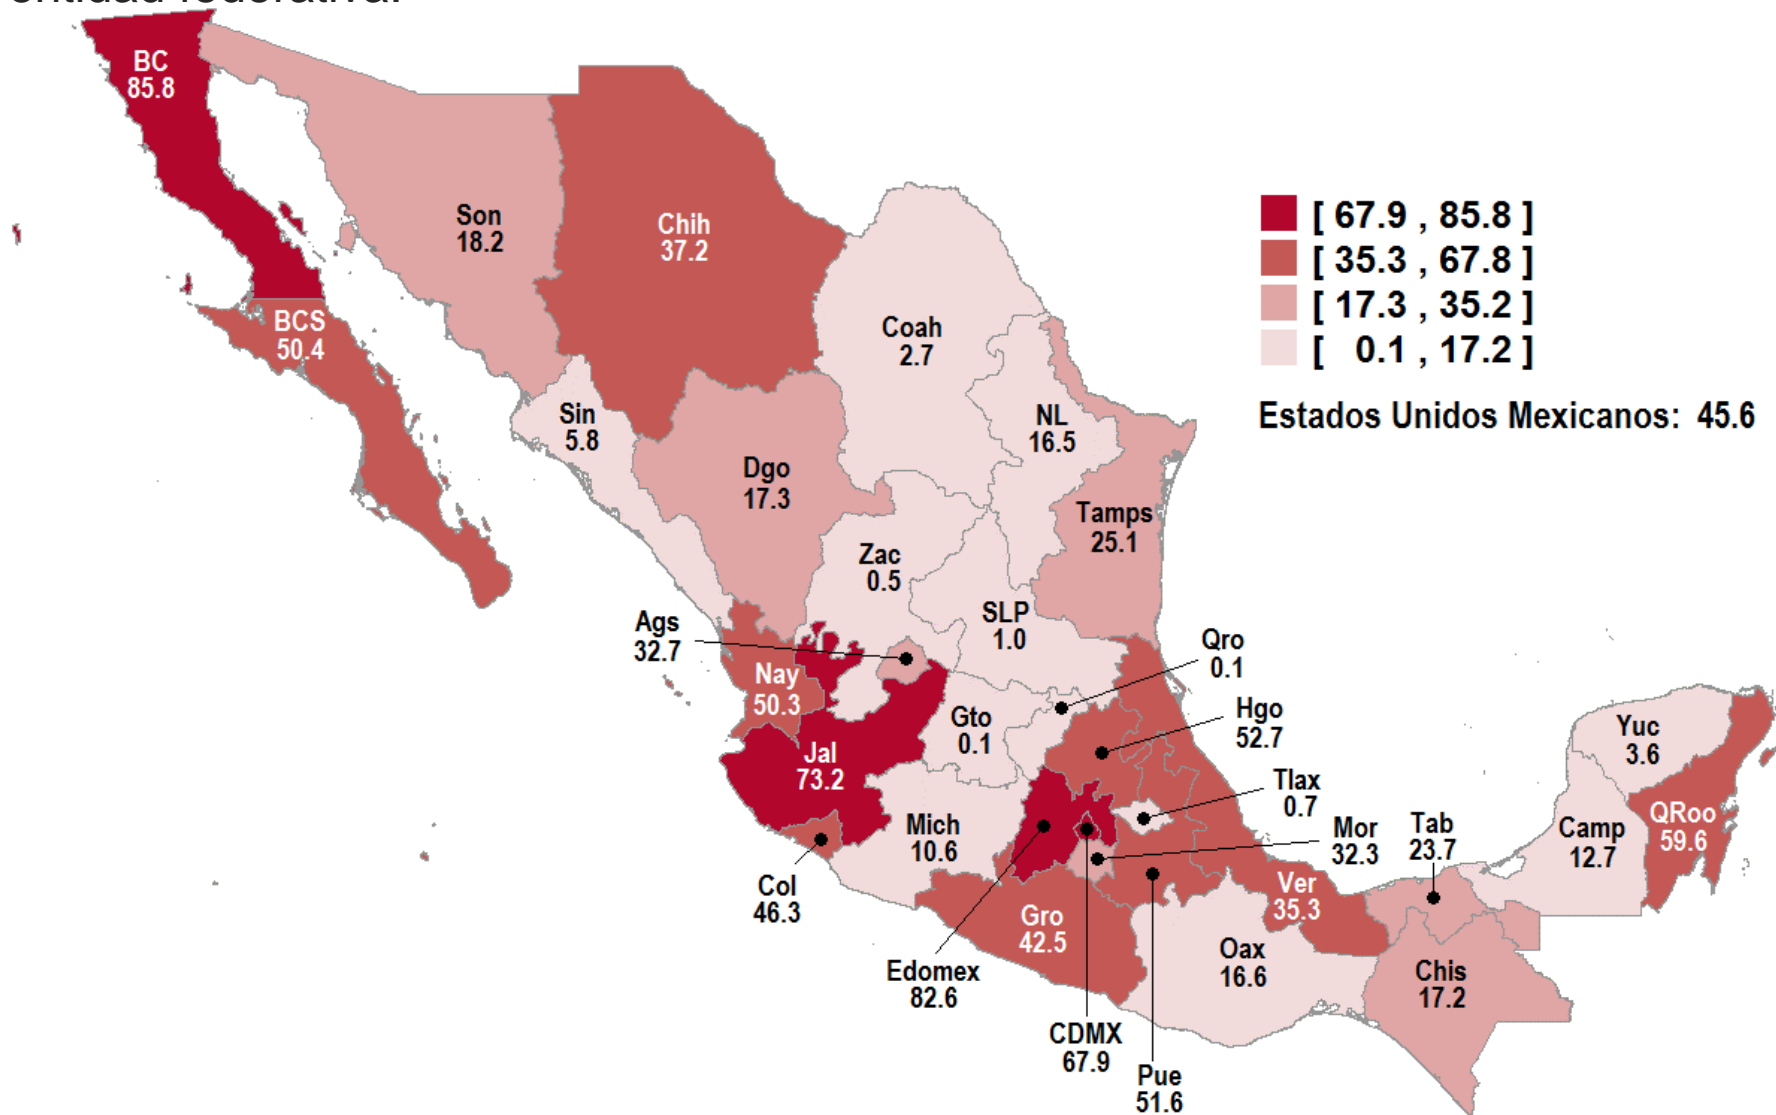 entidad federativa.
BC
85.8
Son
18.2
Chih
37.2
[ 67.9 , 85.8 ]
[ 35.3 , 67.8 ]
[ 17.3 , 35.2 ]
[ 0.1 , 17.2 ]
Estados Unidos Mexicanos: 45.6
BCS
50.4
Coah
2.7
Sin
5.8
NL
16.5
Dgo
17.3
Tamps
25.1
Zac
0.5
SLP
1.0
Ags
32.7
Qro
0.1
Nay
50.3
Gto
0.1
Hgo
52.7
Yuc
3.6
Jal
73.2
Tlax
0.7
Mich
10.6
Mor
32.3
Tab
23.7
Camp
12.7
QRoo
59.6
Col
46.3
Ver
35.3
Gro
42.5
Edomex
82.6
Oax
16.6
Chis
17.2
CDMX
67.9
Pue
51.6